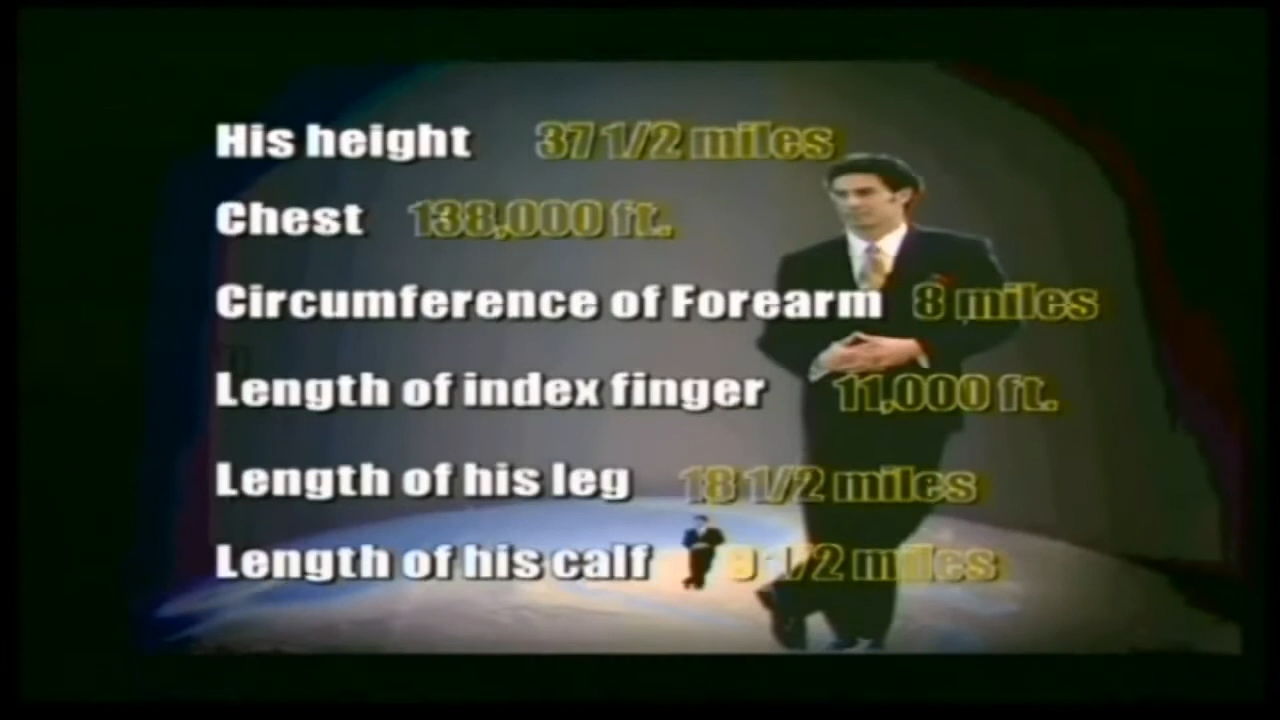 His height 37 1/2 miles
Chest 138,000 ft.
Circumference of Forearm 8 miles
Length of index finger 11,000 ft.
Length of his leg 18 1/2 miles
Length of his calf 9 1/2 miles